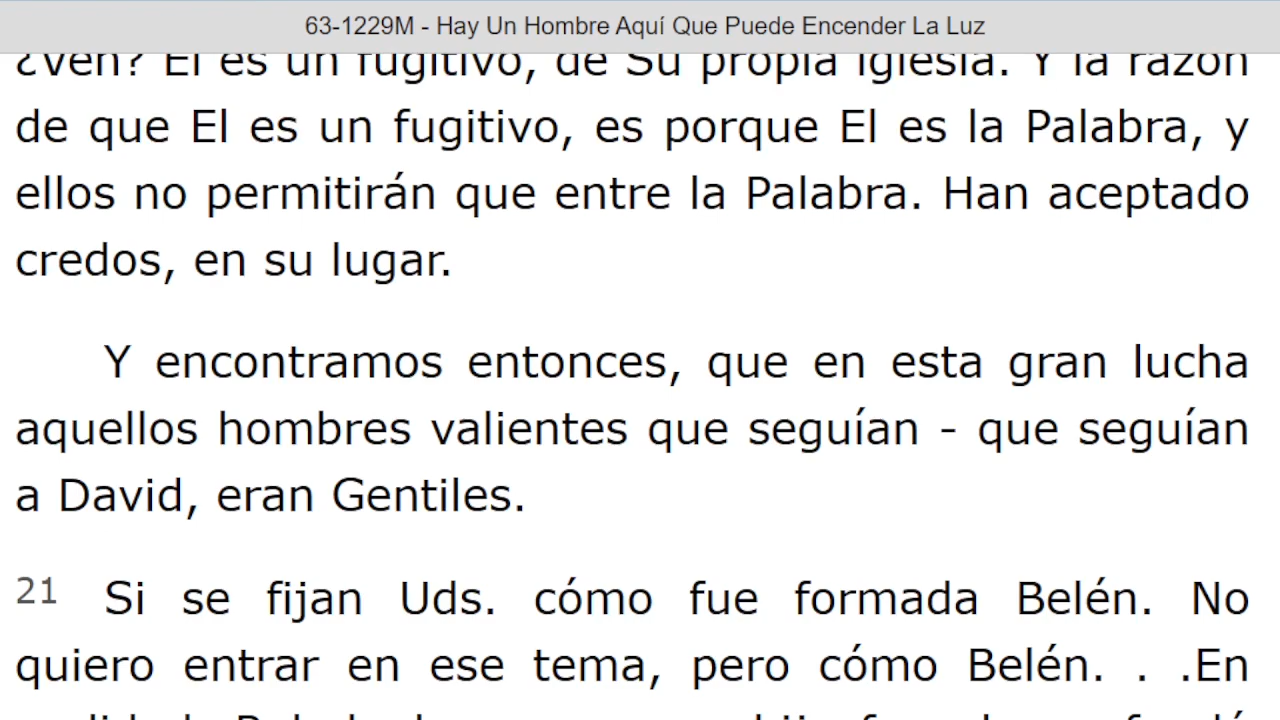 63-1229M - Hay Un Hombre Aquí Que Puede Encender La Luz
¿Ven? El es un fugitivo, de Su propia iglesia. Y la razón
de que El es un fugitivo, es porque El es la Palabra, y
ellos no permitirán que entre la Palabra. Han aceptado
credos, en su lugar.
Y encontramos entonces, que en esta gran lucha
aquellos hombres valientes que seguían - que seguían
a David, eran Gentiles.
21 Si se fijan Uds. cómo fue formada Belén. No
quiero entrar en ese tema, pero cómo Belén. . .En